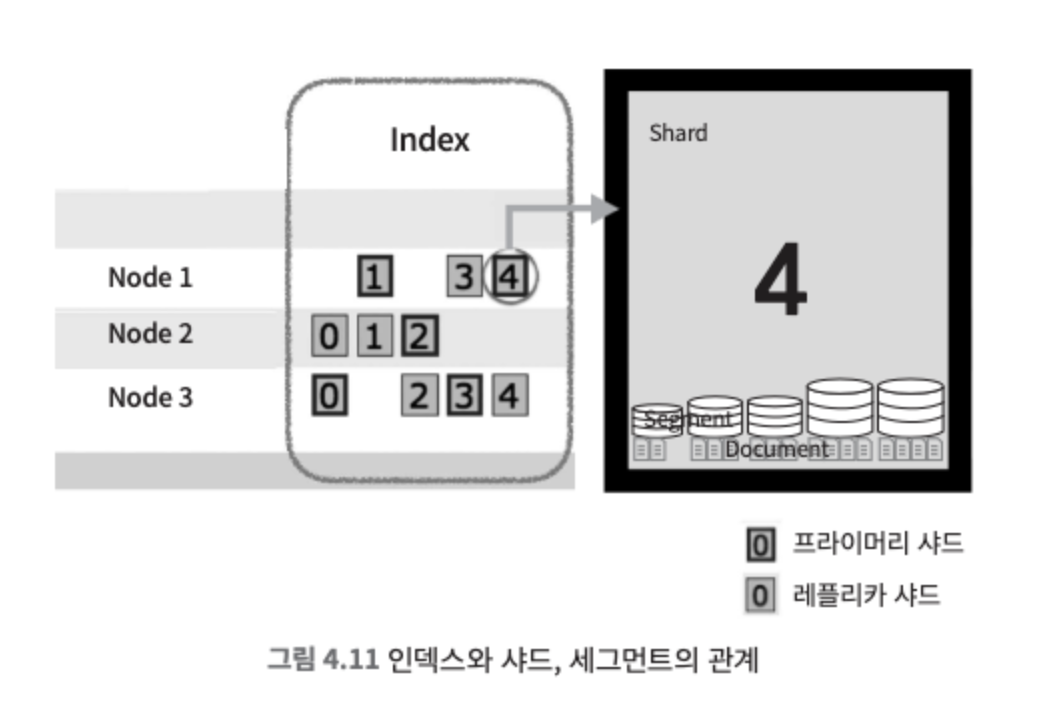 Index
Shard
Node 1
1
3
4
Node 2
0
1
2
Node 3
0
2
3
4
4
Segment
Document
0 프라이머리 샤드
0 레플리카 샤드
그림 4.11 인덱스와 샤드, 세그먼트의 관계